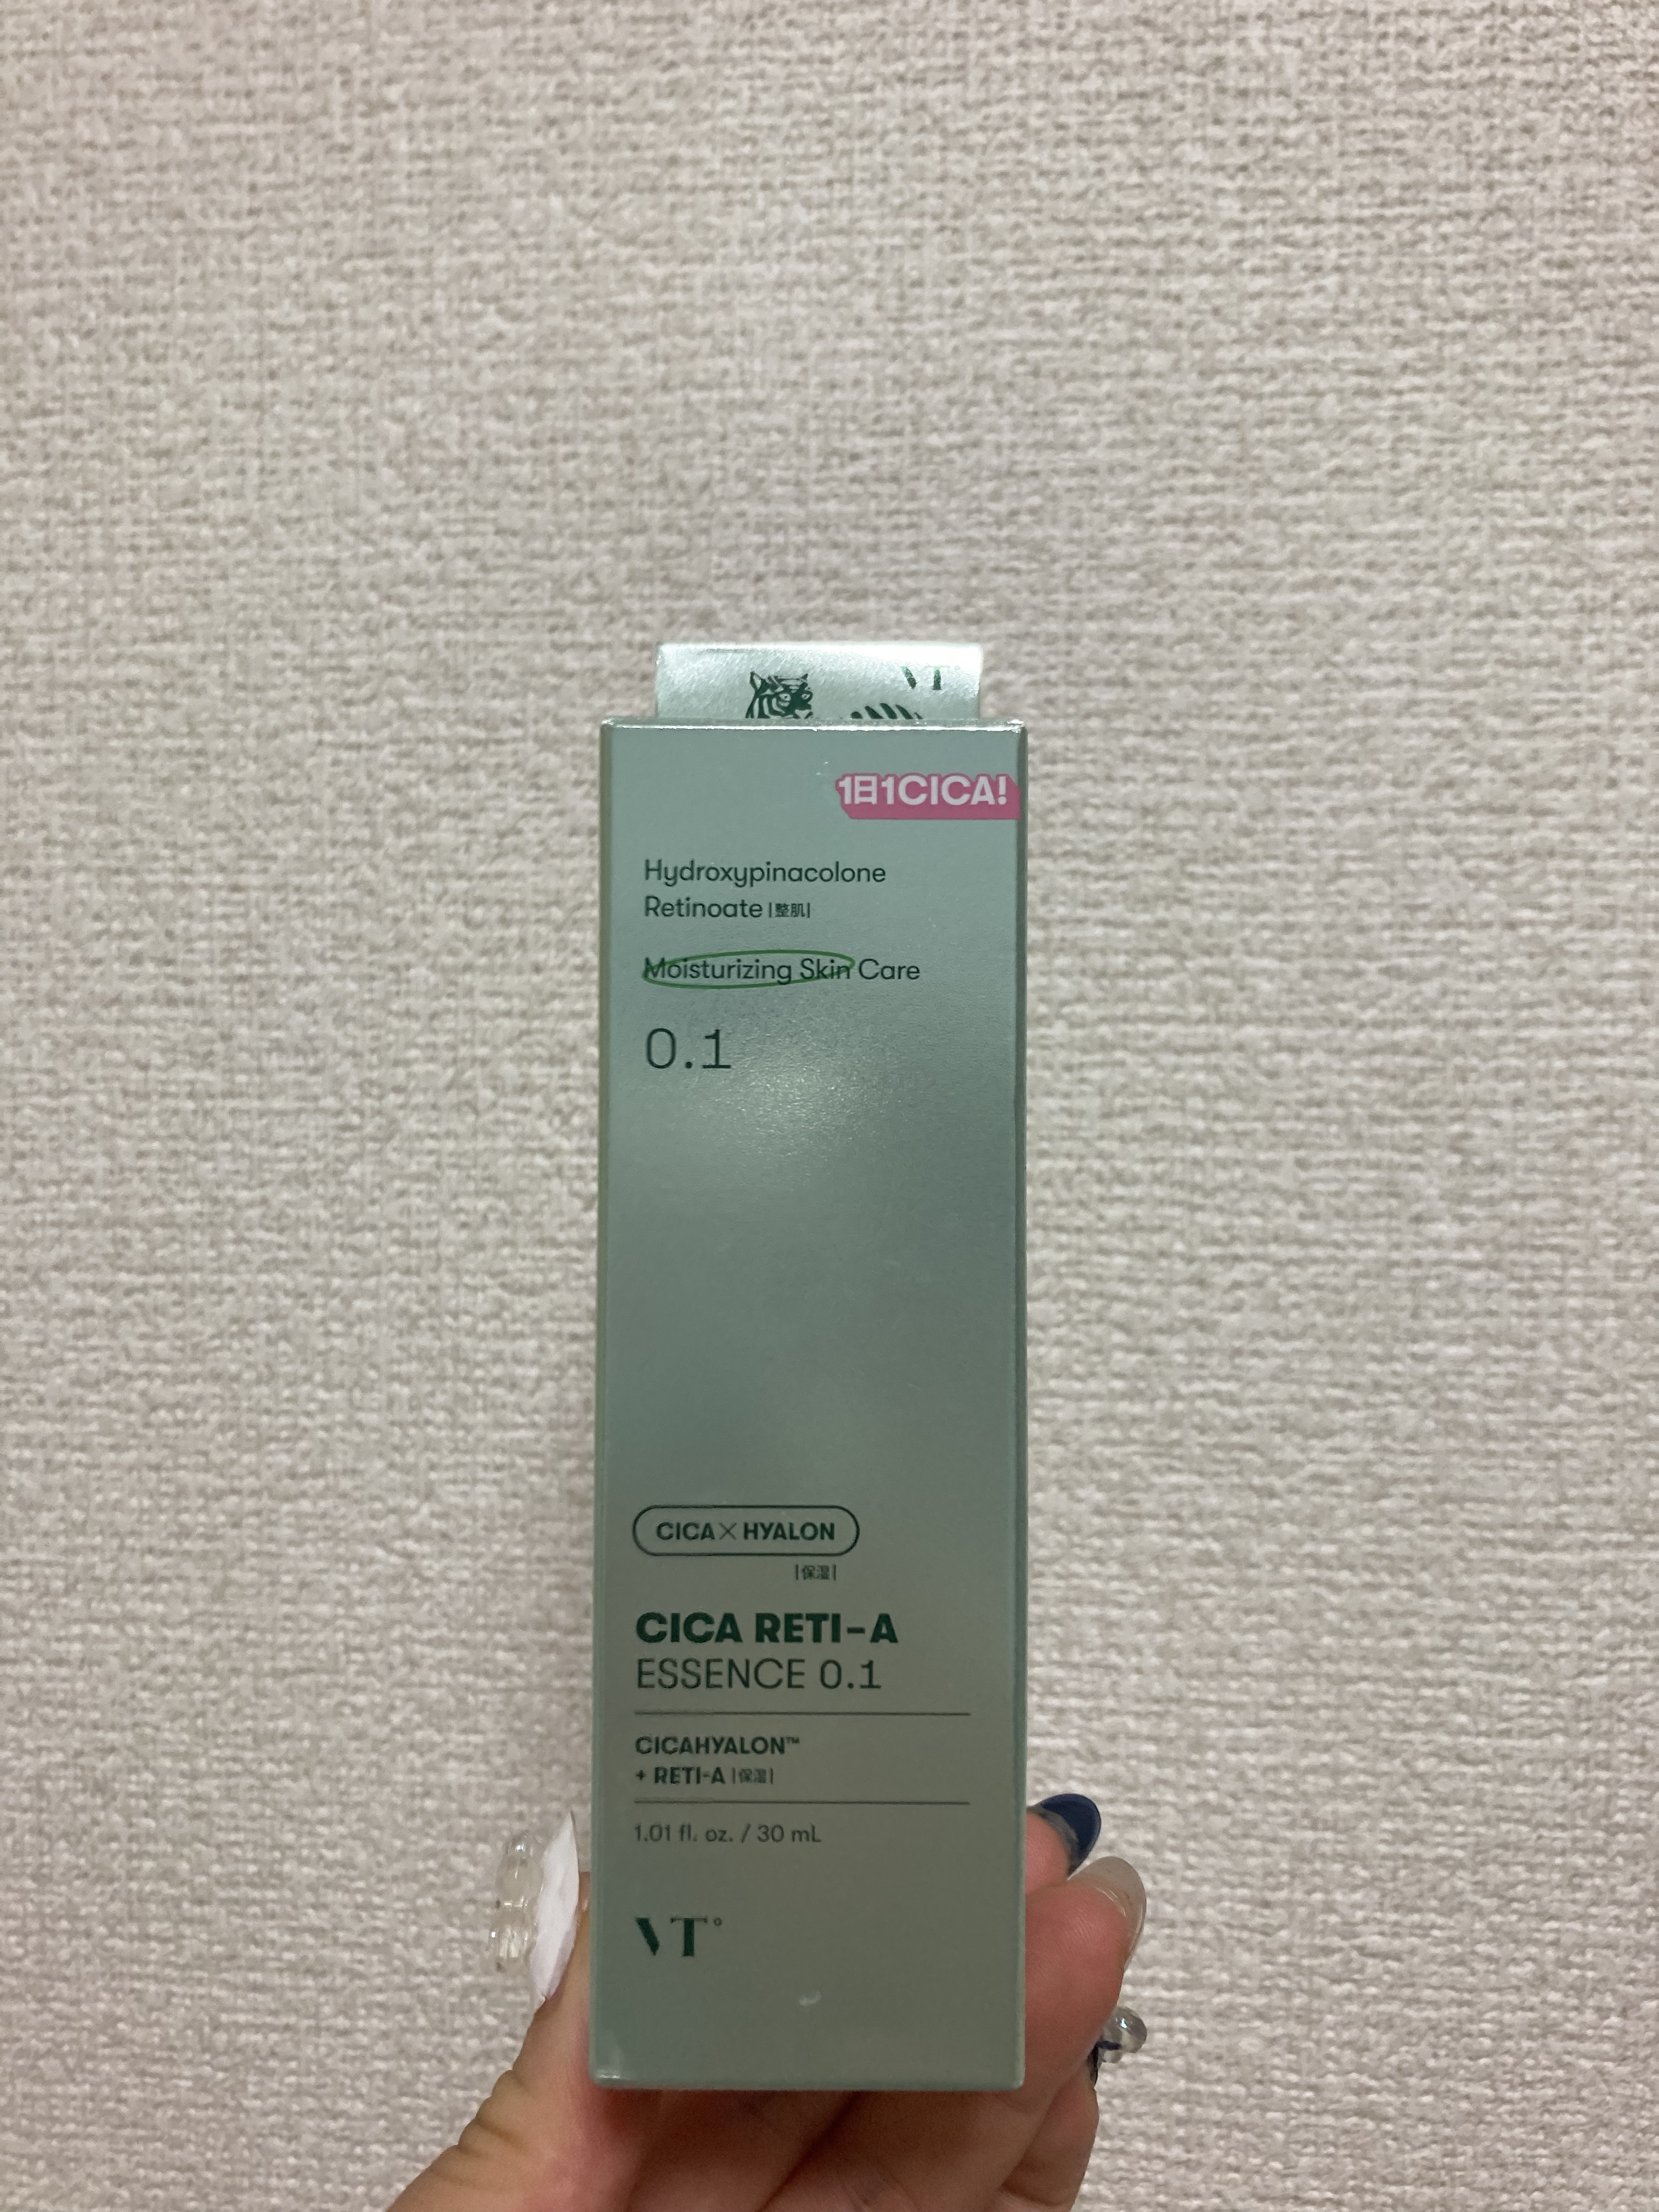 VT
1日1CICA!
Hydroxypinacolone
Retinoate |整肌|
Moisturizing Skin Care
0.1
CICA×HYALON
|保湿|
CICA RETI-A
ESSENCE 0.1
CICAHYALON™
+ RETI-A |保湿|
1.01 fl. oz. / 30 mL
VT°